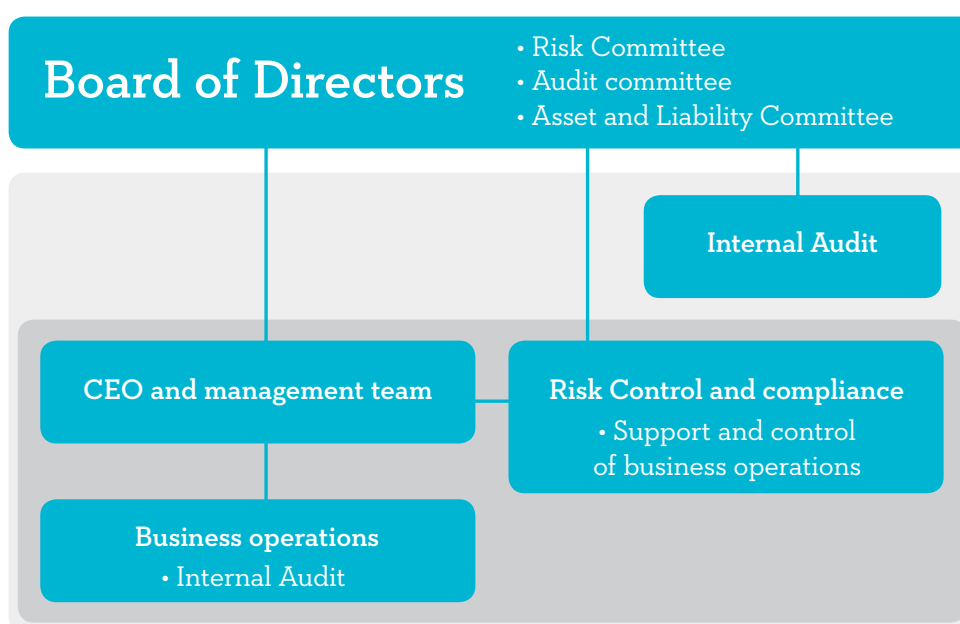 Board of Directors
• Risk Committee
• Audit committee
• Asset and Liability Committee
Internal Audit
CEO and management team
Risk Control and compliance
• Support and control
of business operations
Business operations
• Internal Audit